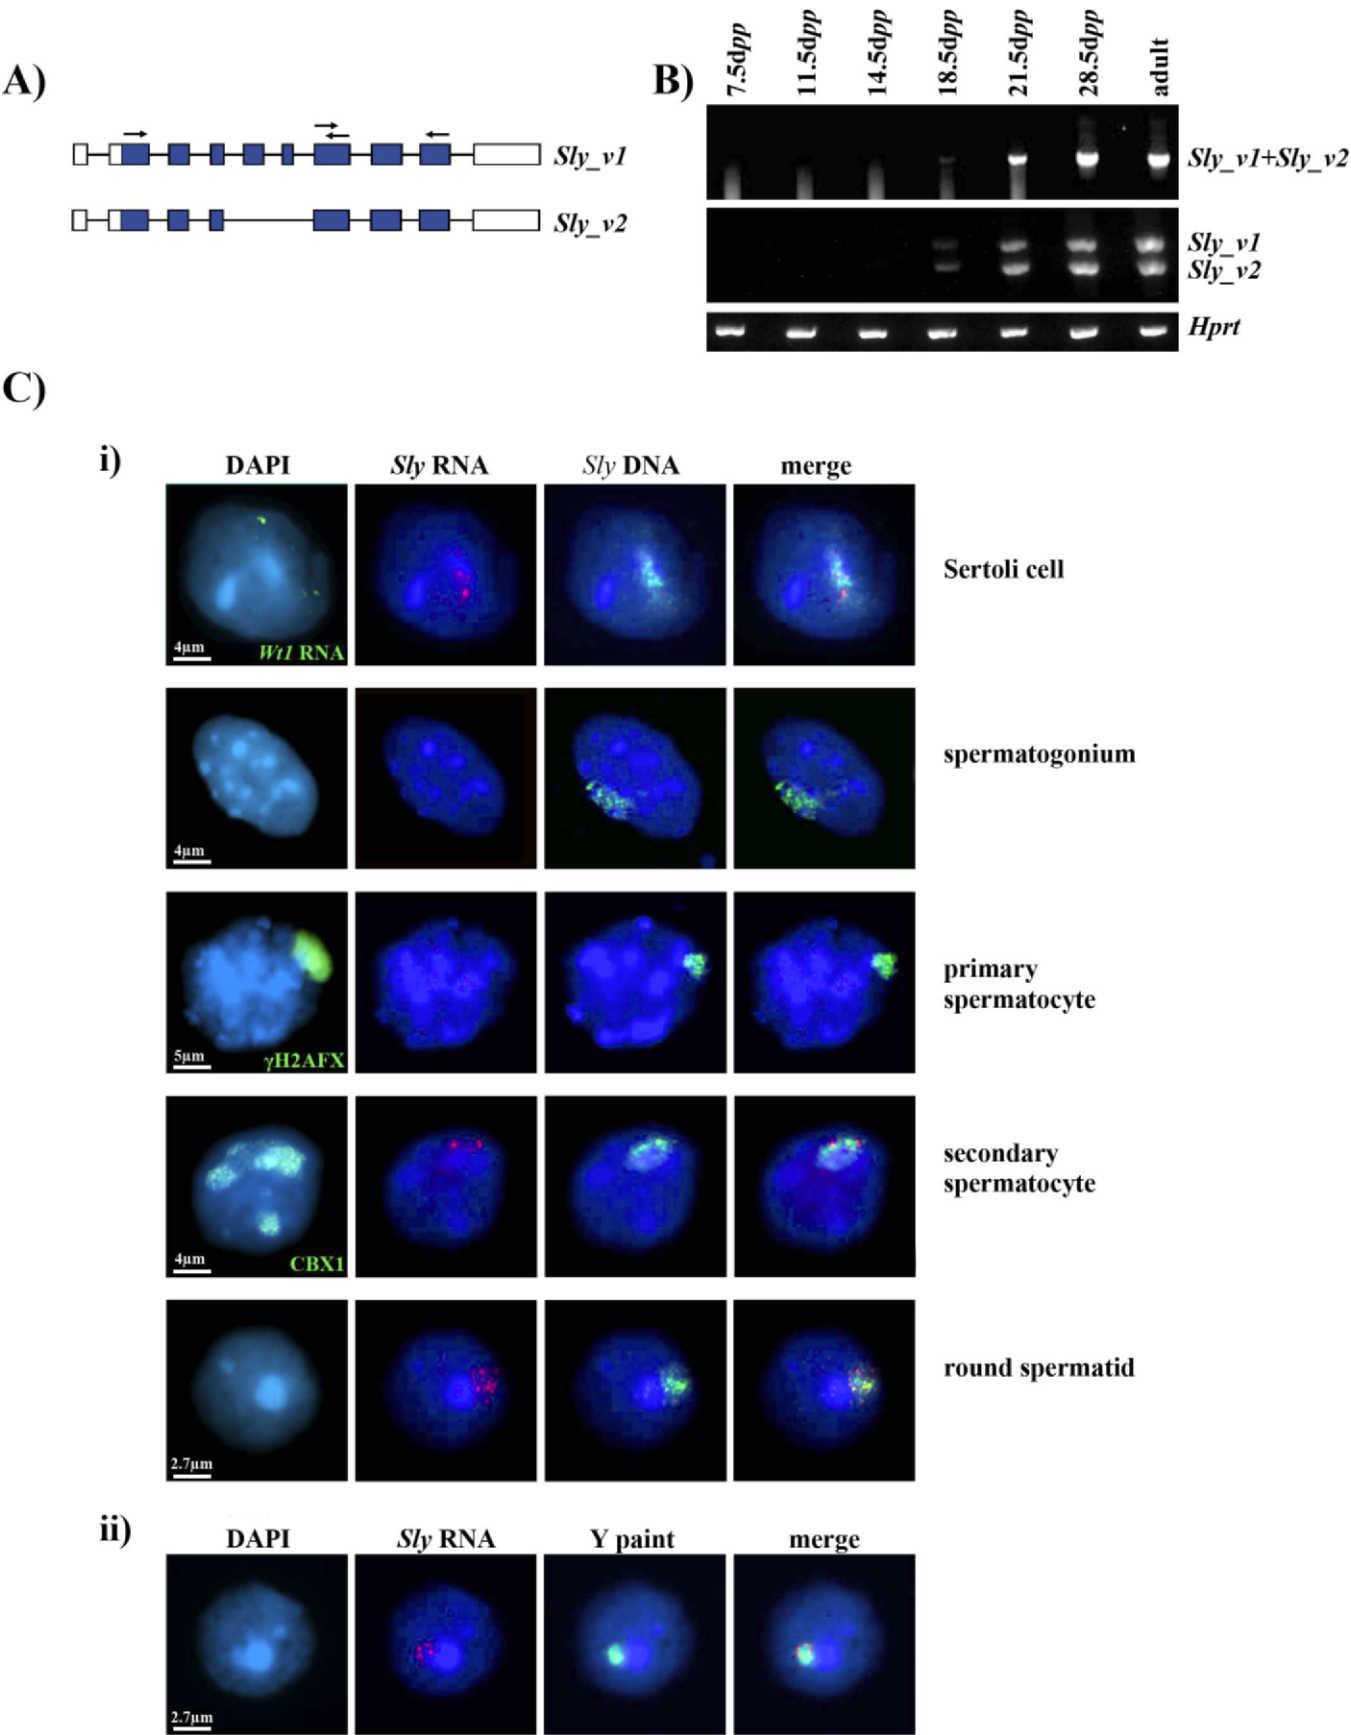 A)
Sly_v1
Sly_v2
B)
7.5dpp
11.5dpp
14.5dpp
18.5dpp
21.5dpp
28.5dpp
adult
Sly_v1+Sly_v2
Sly_v1
Sly_v2
Hprt
C)
i)
DAPI Sly RNA Sly DNA merge
4µm Wt1 RNA
Sertoli cell
4µm
spermatogonium
5µm γH2AFX
primary
spermatocyte
4µm CBX1
secondary
spermatocyte
2.7µm
round spermatid
ii)
DAPI Sly RNA Y paint merge
2.7µm